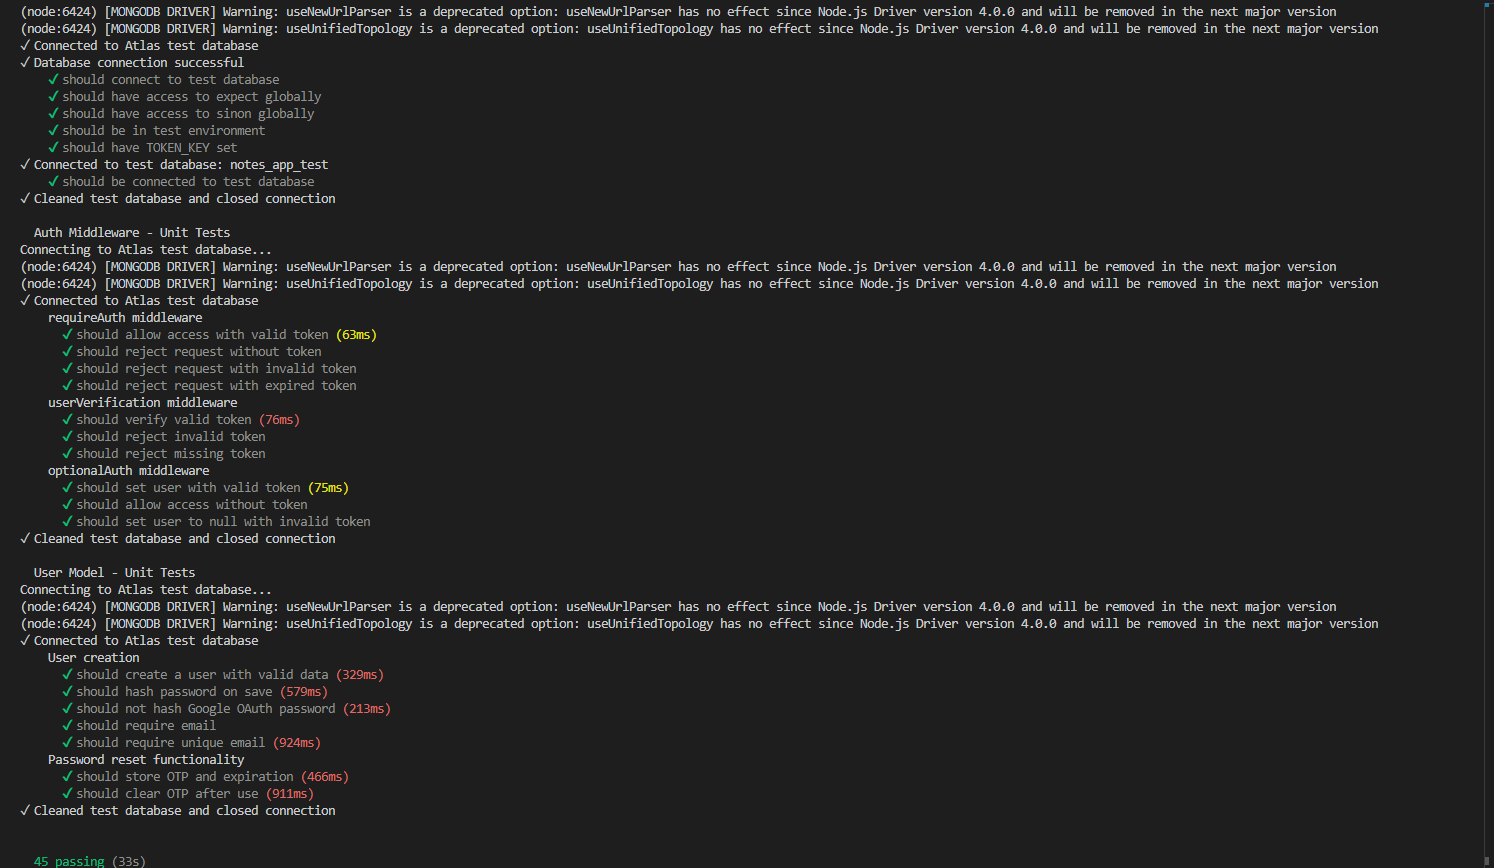 (node:6424) [MONGODB DRIVER] Warning: useNewUrlParser is a deprecated option: useNewUrlParser has no effect since Node.js Driver version 4.0.0 and will be removed in the next major version
(node:6424) [MONGODB DRIVER] Warning: useUnifiedTopology is a deprecated option: useUnifiedTopology has no effect since Node.js Driver version 4.0.0 and will be removed in the next major version
✓ Connected to Atlas test database
✓ Database connection successful
✓ should connect to test database
✓ should have access to expect globally
✓ should have access to sinon globally
✓ should be in test environment
✓ should have TOKEN_KEY set
✓ Connected to test database: notes_app_test
✓ should be connected to test database
✓ Cleaned test database and closed connection
Auth Middleware - Unit Tests
Connecting to Atlas test database...
(node:6424) [MONGODB DRIVER] Warning: useNewUrlParser is a deprecated option: useNewUrlParser has no effect since Node.js Driver version 4.0.0 and will be removed in the next major version
(node:6424) [MONGODB DRIVER] Warning: useUnifiedTopology is a deprecated option: useUnifiedTopology has no effect since Node.js Driver version 4.0.0 and will be removed in the next major version
✓ Connected to Atlas test database
requireAuth middleware
✓ should allow access with valid token (63ms)
✓ should reject request without token
✓ should reject request with invalid token
✓ should reject request with expired token
userVerification middleware
✓ should verify valid token (76ms)
✓ should reject invalid token
✓ should reject missing token
optionalAuth middleware
✓ should set user with valid token (75ms)
✓ should allow access without token
✓ should set user to null with invalid token
✓ Cleaned test database and closed connection
User Model - Unit Tests
Connecting to Atlas test database...
(node:6424) [MONGODB DRIVER] Warning: useNewUrlParser is a deprecated option: useNewUrlParser has no effect since Node.js Driver version 4.0.0 and will be removed in the next major version
(node:6424) [MONGODB DRIVER] Warning: useUnifiedTopology is a deprecated option: useUnifiedTopology has no effect since Node.js Driver version 4.0.0 and will be removed in the next major version
✓ Connected to Atlas test database
User creation
✓ should create a user with valid data (329ms)
✓ should hash password on save (579ms)
✓ should not hash Google OAuth password (213ms)
✓ should require email
✓ should require unique email (924ms)
Password reset functionality
✓ should store OTP and expiration (466ms)
✓ should clear OTP after use (911ms)
✓ Cleaned test database and closed connection
45 passing (33s)